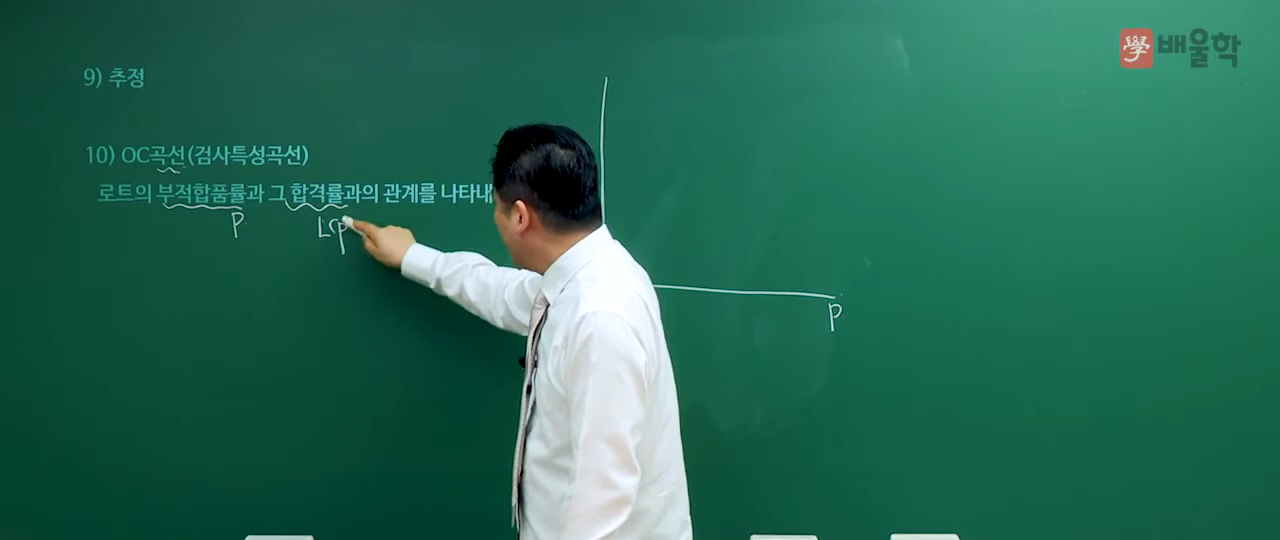 學 배울학
9) 추정
10) OC곡선(검사특성곡선)
로트의 부적합품률과 그 합격률과의 관계를 나타내
P L(p
P